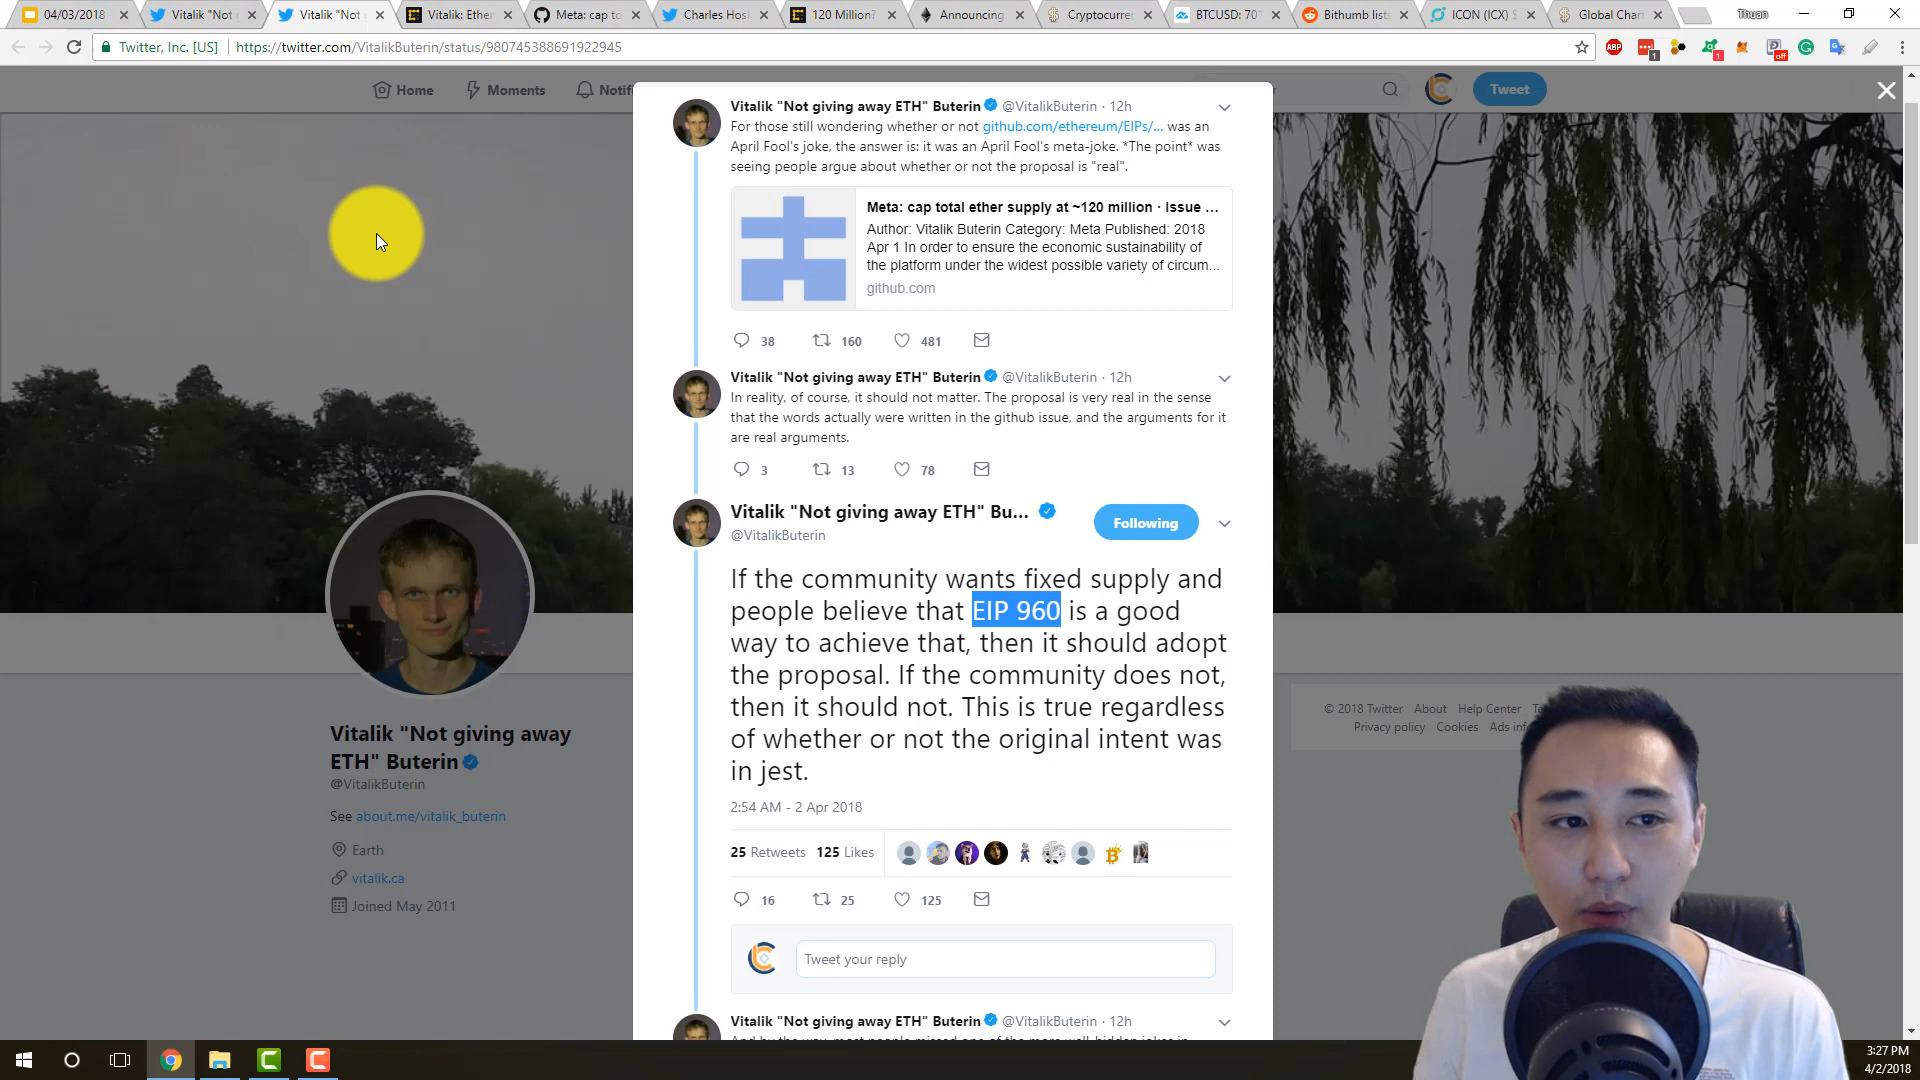 04/03/2018
Vitalik "Not
Vitalik "Not
Vitalik: Ether
Meta: cap to
Charles Hos
120 Million?
Announcing
Cryptocurre
BTCUSD: 701
Bithumb lists
ICON (ICX) $
Global Char
Thuan
Twitter, Inc. [US]
https://twitter.com/VitalikButerin/status/980745388691922945
ABP
1
1
off
Home
Moments
Notif
Tweet
Vitalik "Not giving away ETH" Buterin @VitalikButerin · 12h
For those still wondering whether or not github.com/ethereum/EIPs/... was an
April Fool's joke, the answer is: it was an April Fool's meta-joke. *The point* was
seeing people argue about whether or not the proposal is "real".
Meta: cap total ether supply at ~120 million · Issue ...
Author: Vitalik Buterin Category: Meta Published: 2018
Apr 1 In order to ensure the economic sustainability of
the platform under the widest possible variety of circum...
github.com
38
160
481
Vitalik "Not giving away ETH" Buterin @VitalikButerin · 12h
In reality, of course, it should not matter. The proposal is very real in the sense
that the words actually were written in the github issue, and the arguments for it
are real arguments.
3
13
78
Vitalik "Not giving away ETH" Bu...
@VitalikButerin
Following
If the community wants fixed supply and
people believe that EIP 960 is a good
way to achieve that, then it should adopt
the proposal. If the community does not,
then it should not. This is true regardless
of whether or not the original intent was
in jest.
2:54 AM - 2 Apr 2018
25 Retweets 125 Likes
16
25
125
Tweet your reply
Vitalik "Not giving away ETH" Buterin @VitalikButerin · 12h
Vitalik "Not giving away
ETH" Buterin
@VitalikButerin
See about.me/vitalik_buterin
Earth
vitalik.ca
Joined May 2011
© 2018 Twitter About Help Center
Privacy policy Cookies Ads
3:27 PM
4/2/2018